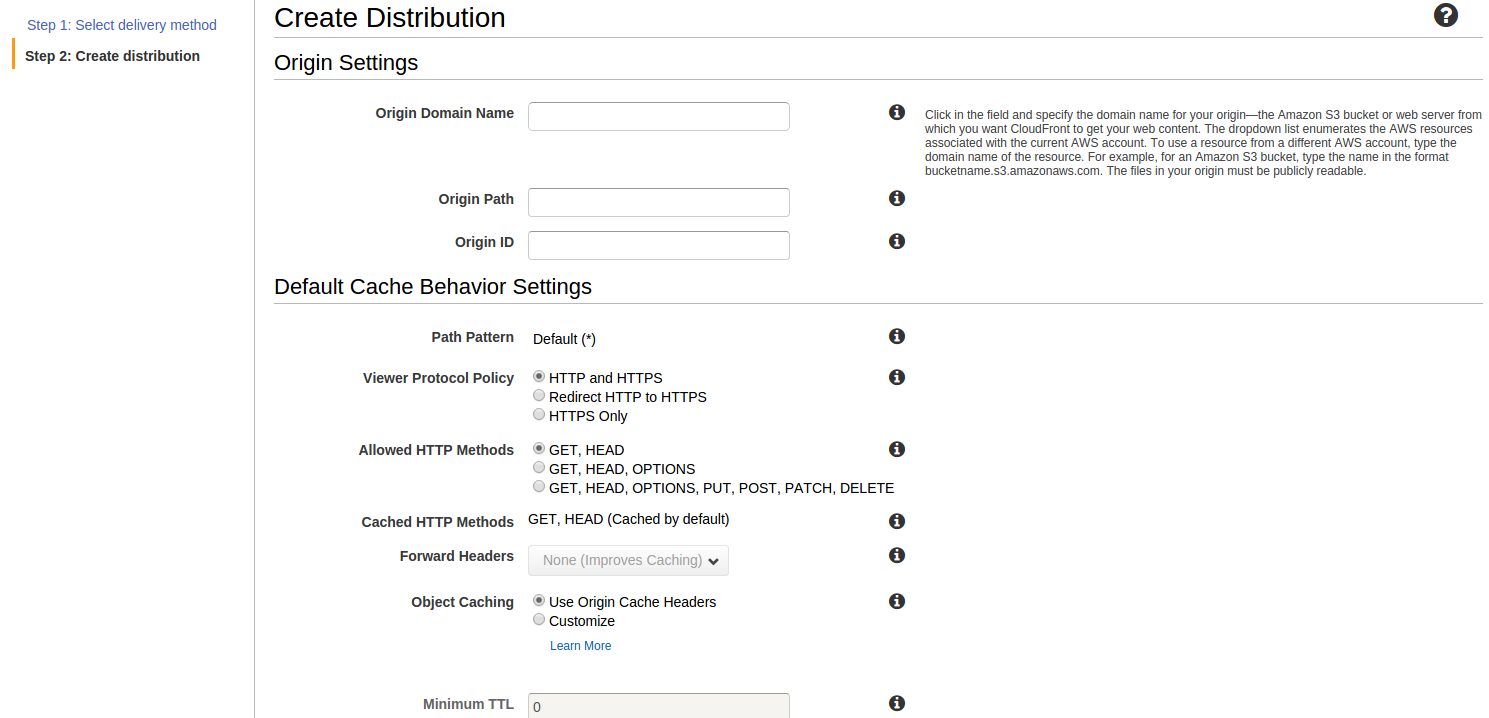 Step 1: Select delivery method
Step 2: Create distribution
Create Distribution
Origin Settings
Origin Domain Name
Click in the field and specify the domain name for your origin—the Amazon S3 bucket or web server from
which you want CloudFront to get your web content. The dropdown list enumerates the AWS resources
associated with the current AWS account. To use a resource from a different AWS account, type the
domain name of the resource. For example, for an Amazon S3 bucket, type the name in the format
bucketname.s3.amazonaws.com. The files in your origin must be publicly readable.
Origin Path
Origin ID
Default Cache Behavior Settings
Path Pattern Default (*)
Viewer Protocol Policy HTTP and HTTPS
Redirect HTTP to HTTPS
HTTPS Only
Allowed HTTP Methods GET, HEAD
GET, HEAD, OPTIONS
GET, HEAD, OPTIONS, PUT, POST, PATCH, DELETE
Cached HTTP Methods GET, HEAD (Cached by default)
Forward Headers None (Improves Caching)
Object Caching Use Origin Cache Headers
Customize
Learn More
Minimum TTL 0